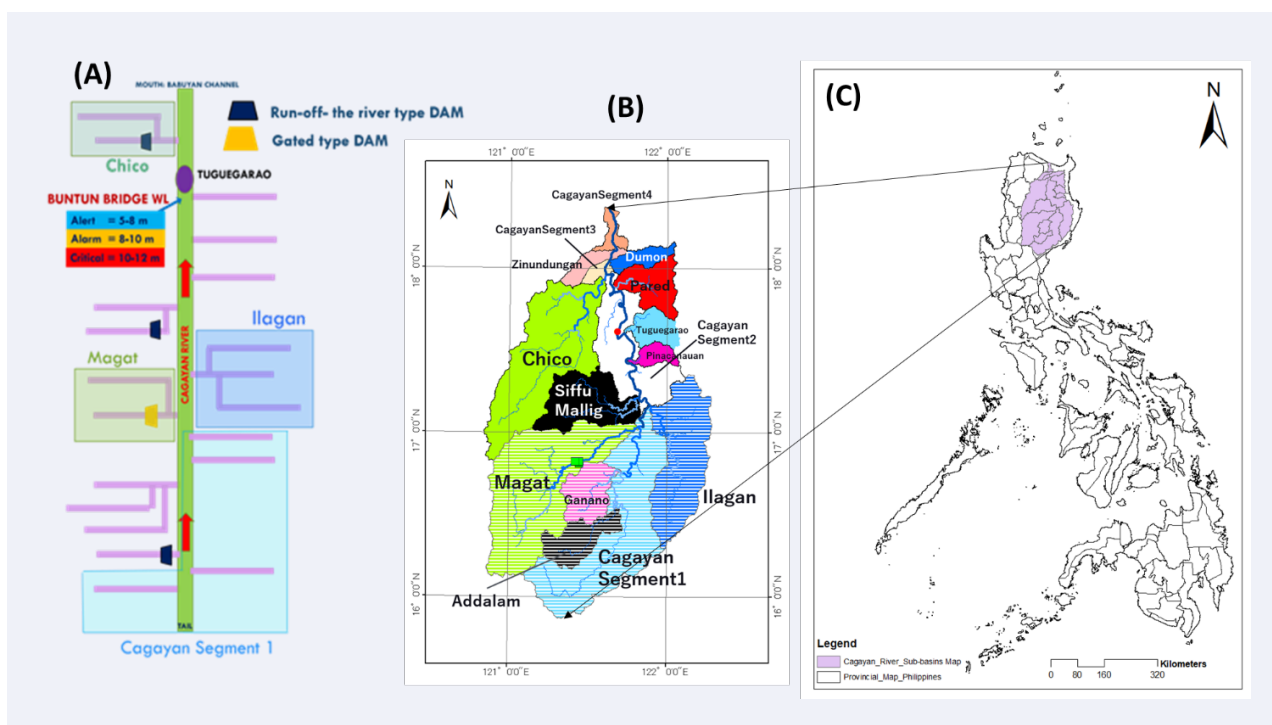 (A)
MOUTH: BABUYAN CHANNEL
Run-off- the river type DAM
Gated type DAM
Chico
TUGUEGARAO
BUNTUN BRIDGE WL
Alert = 5-8 m
Alarm = 8-10 m
Critical = 10-12 m
Ilagan
Magat
CAGAYAN RIVER
TAIL
Cagayan Segment 1
(B)
121° 0'0"E
122° 0'0"E
N
CagayanSegment4
CagayanSegment3
Zinundungan
Dumon
Pared
18° 0'0"N
18° 0'0"N
Tuguegarao
Cagayan
Segment2
Pinacanauan
Chico
Siffu
Mallig
17° 0'0"N
17° 0'0"N
Magat
Ilagan
Ganano
Cagayan
Segment1
Addalam
16° 0'0"N
16° 0'0"N
121° 0'0"E
122° 0'0"E
(C)
N
Legend
Cagayan_River_Sub-basins Map
Provincial_Map_Philippines
Kilometers
0 80 160 320